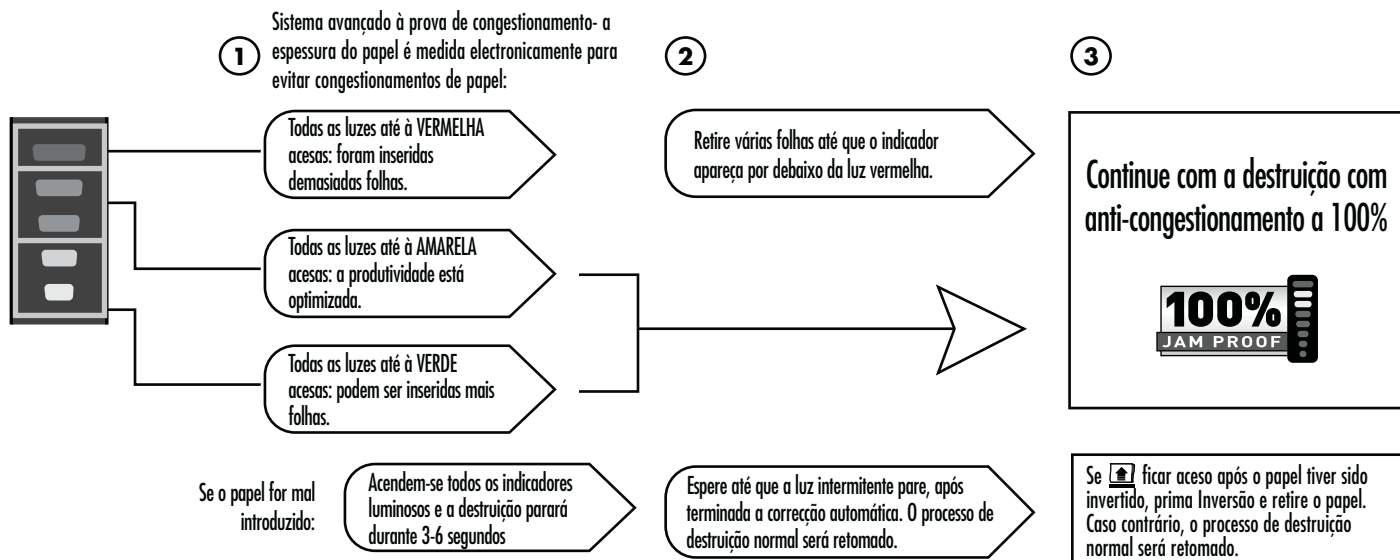 1
Sistema avançado à prova de congestionamento- a
espessura do papel é medida electronicamente para
evitar congestionamentos de papel:
2
3
Todas as luzes até à VERMELHA
acesas: foram inseridas
demasiadas folhas.
Retire várias folhas até que o indicador
apareça por debaixo da luz vermelha.
Continue com a destruição com
anti-congestionamento a 100%
100%
JAM PROOF
Todas as luzes até à AMARELA
acesas: a produtividade está
optimizada.
Todas as luzes até à VERDE
acesas: podem ser inseridas mais
folhas.
Se o papel for mal
introduzido:
Acendem-se todos os indicadores
luminosos e a destruição parará
durante 3-6 segundos
Espere até que a luz intermitente pare, após
terminada a correcção automática. O processo de
destruição normal será retomado.
Se ficar aceso após o papel tiver sido
invertido, prima Inversão e retire o papel.
Caso contrário, o processo de destruição
normal será retomado.